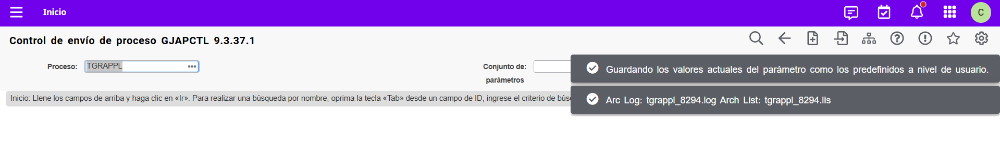 Inicio
C
Control de envío de proceso GJAPCTL 9.3.37.1
Proceso: TGRAPPL
Conjunto de:
parámetros
Guardando los valores actuales del parámetro como los predefinidos a nivel de usuario.
Inicio: Llene los campos de arriba y haga clic en «Ir». Para realizar una búsqueda por nombre, oprima la tecla «Tab» desde un campo de ID, ingrese el criterio de
Arc Log: tgrappl_8294.log Arch List: tgrappl_8294.lis